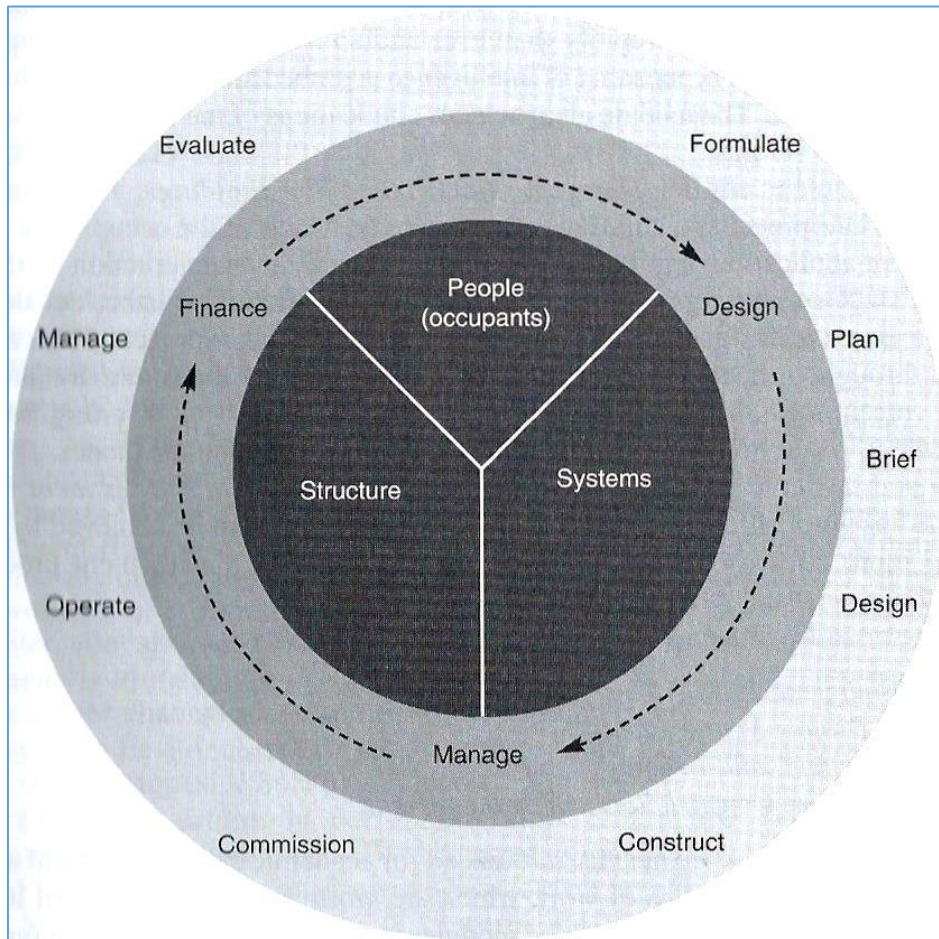 Evaluate
Formulate
People
(occupants)
Finance
Design
Manage
Plan
Brief
Structure
Systems
Operate
Design
Manage
Commission
Construct